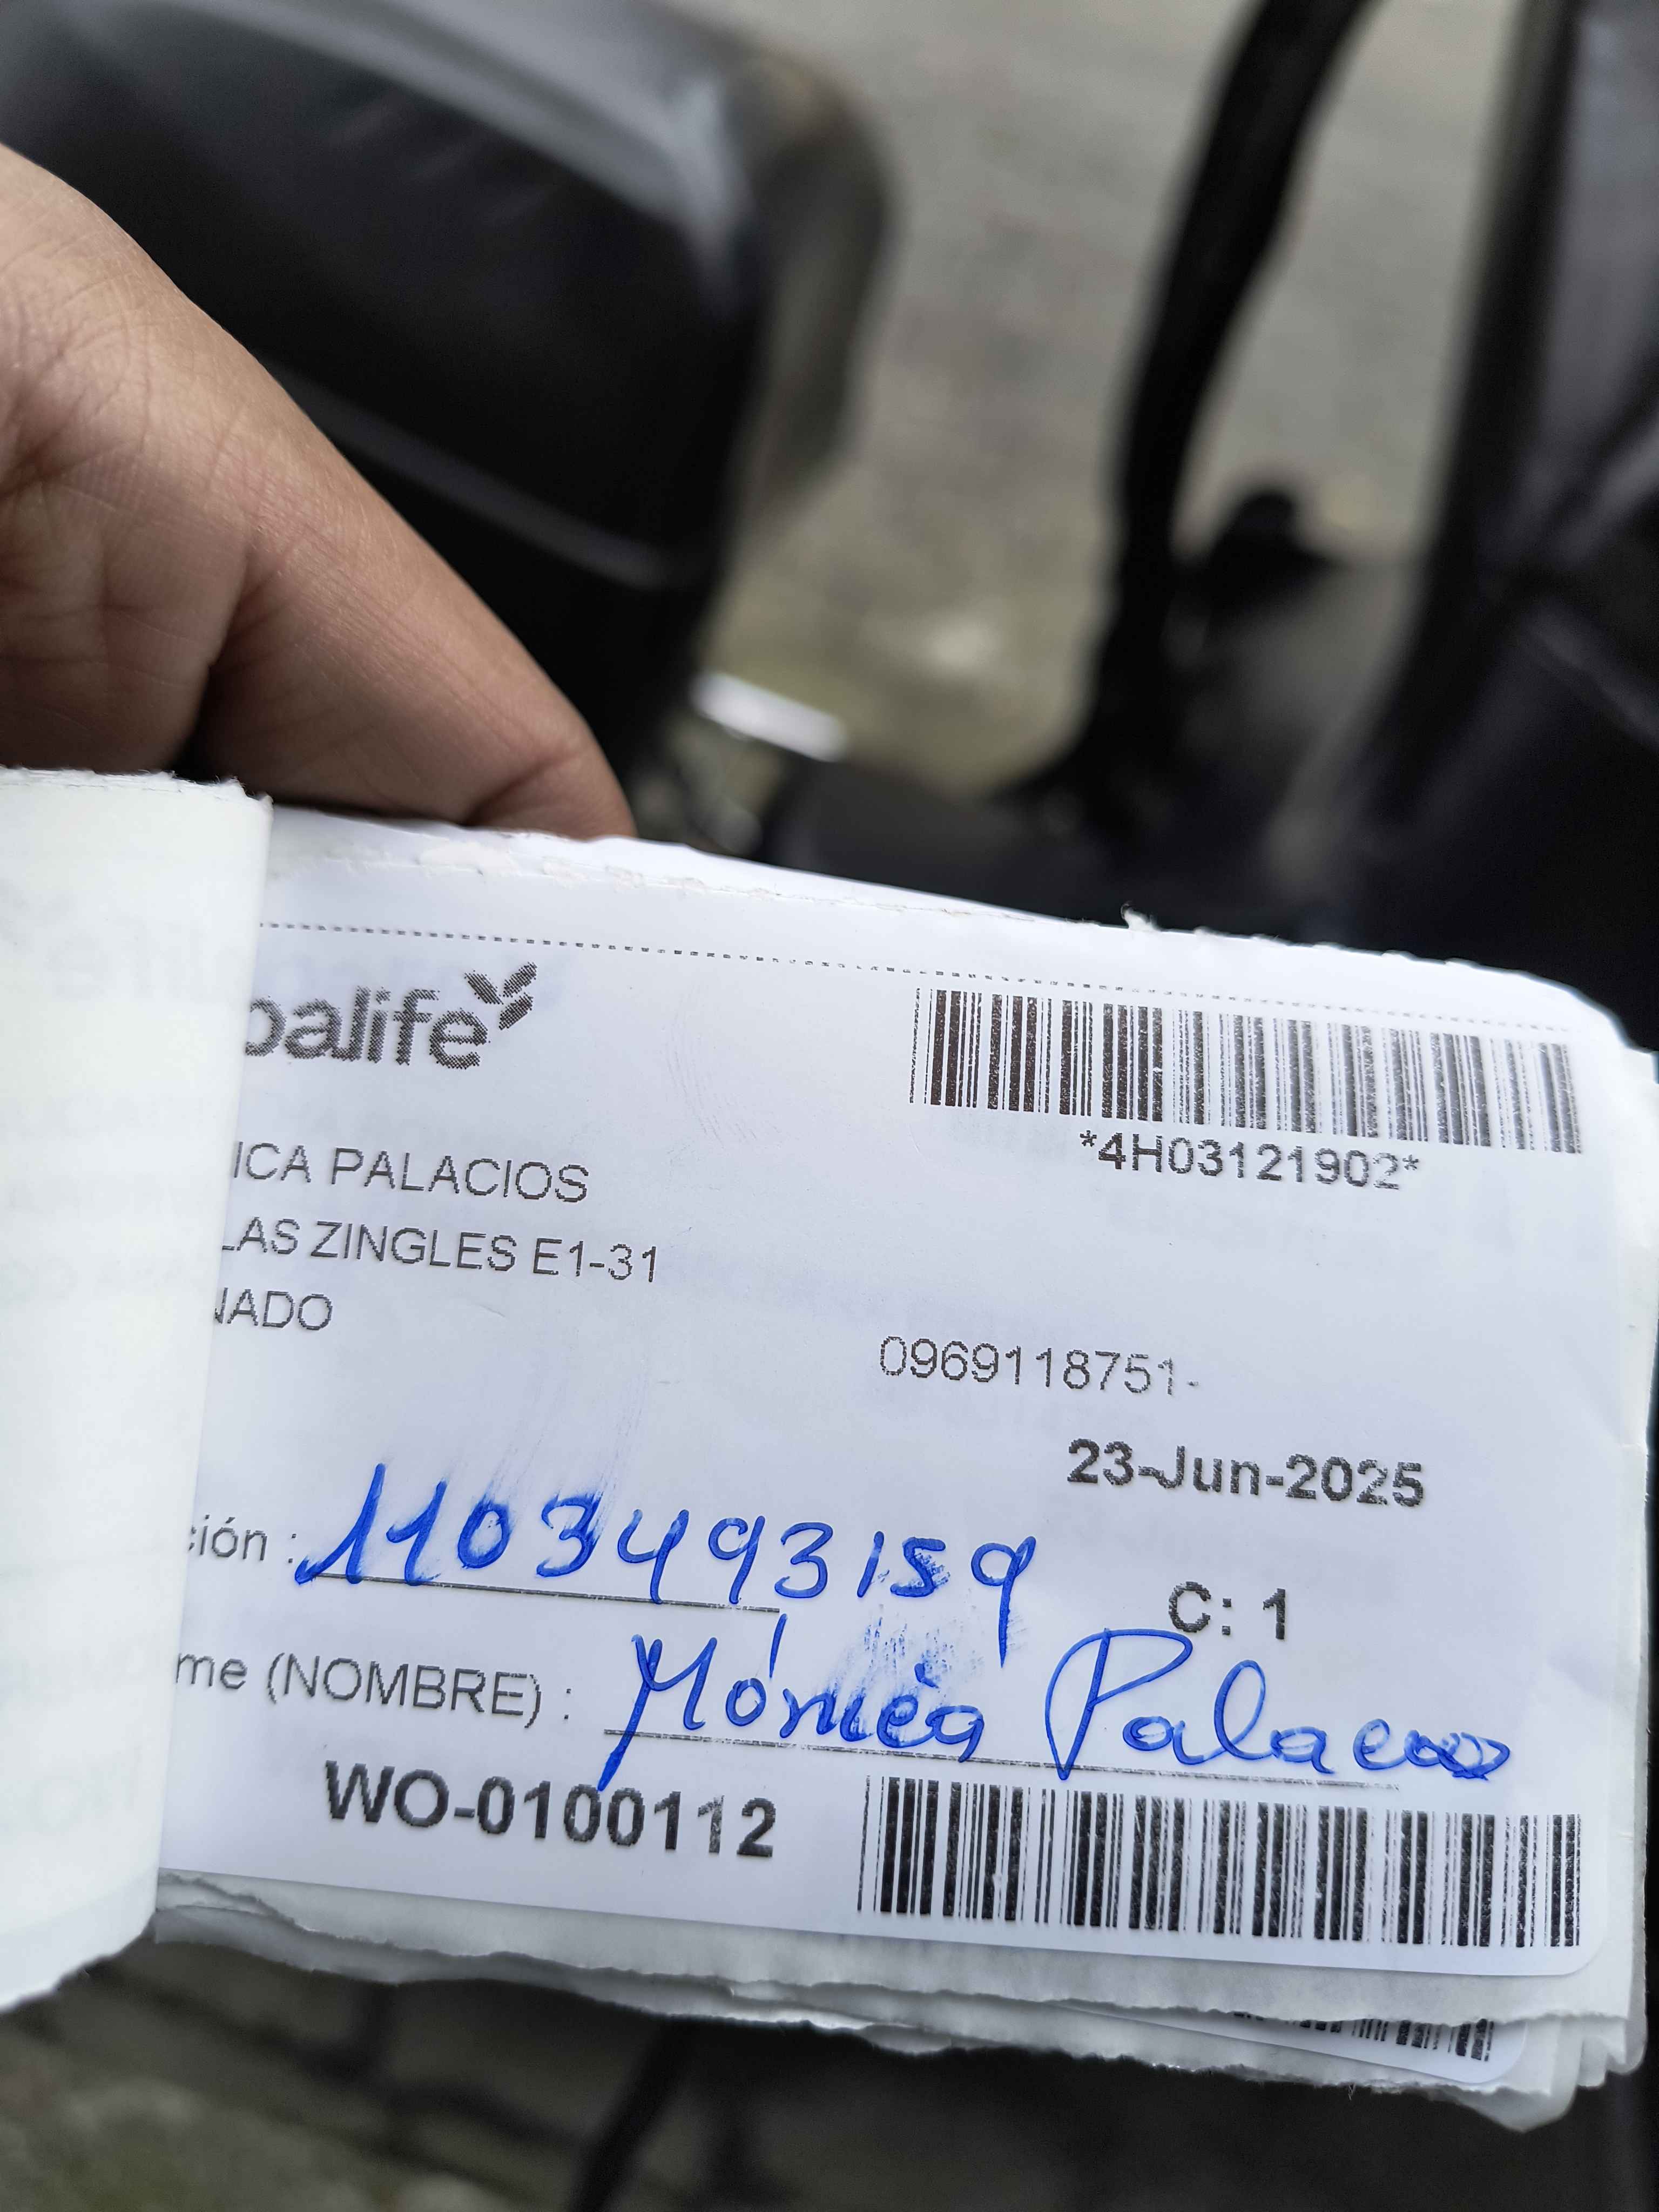 balife
*4H03121902*
ICA PALACIOS
LAS ZINGLES E1-31
NADO
0969118751-
23-Jun-2025
ción : 1103493159
C: 1
me (NOMBRE) : Mónica Palacios
WO-0100112